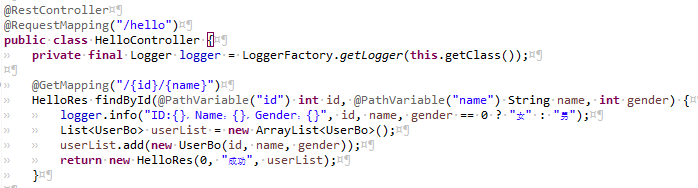 @RestController
@RequestMapping("/hello")
public class HelloController {
    private final Logger logger = LoggerFactory.getLogger(this.getClass());

    @GetMapping("/{id}/{name}")
    HelloRes findById(@PathVariable("id") int id, @PathVariable("name") String name, int gender) {
        logger.info("ID:{}、Name：{}、Gender：{}", id, name, gender == 0 ? "女" : "男");
        List<UserBo> userList = new ArrayList<UserBo>();
        userList.add(new UserBo(id, name, gender));
        return new HelloRes(0, "成功", userList);
    }